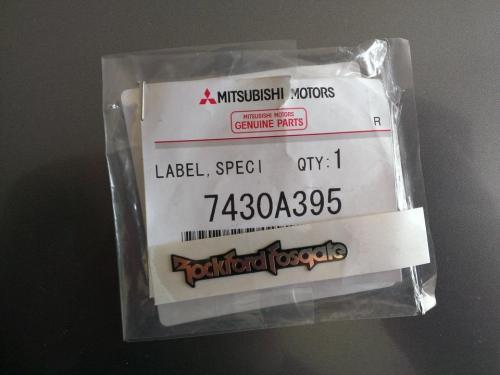 MITSUBISHI MOTORS
MITSUBISHI MOTORS
GENUINE PARTS
R
LABEL, SPECI QTY:1
7430A395
Rockford Fosgate